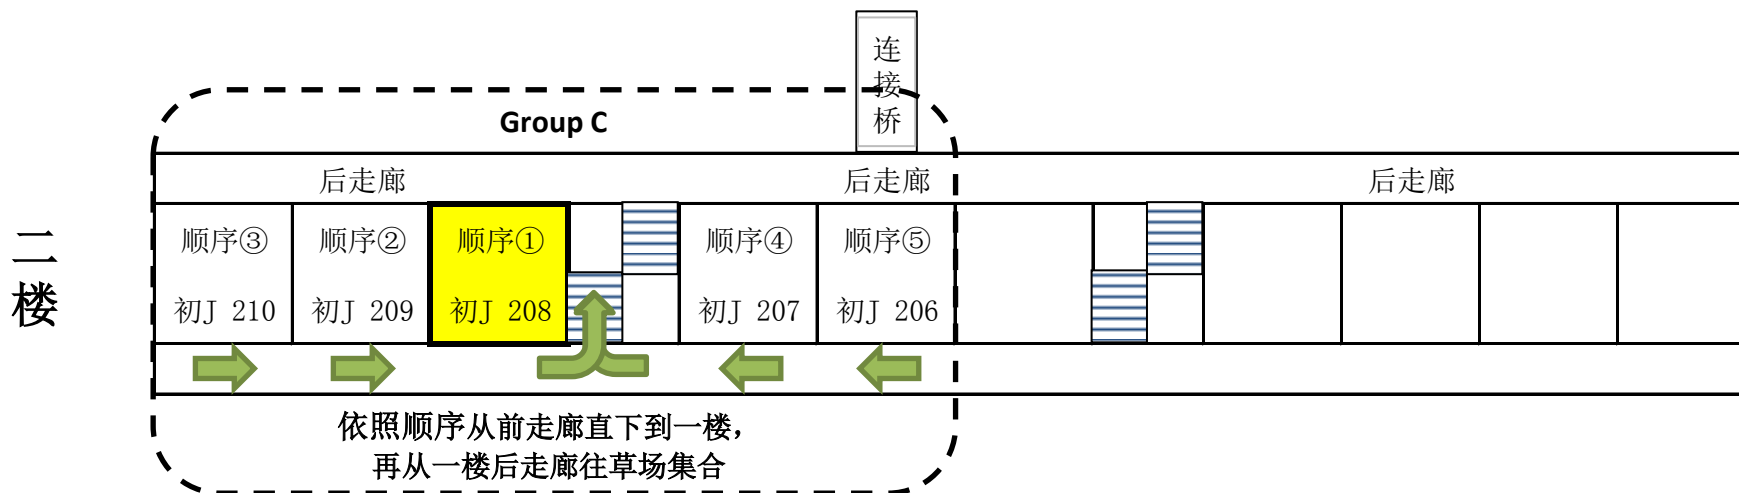 连
接
桥
Group C
后走廊 后走廊 后走廊
二
楼
顺序③ 顺序② 顺序① 顺序④ 顺序⑤
初J 210 初J 209 初J 208 初J 207 初J 206
依照顺序从前走廊直下到一楼，
再从一楼后走廊往草场集合